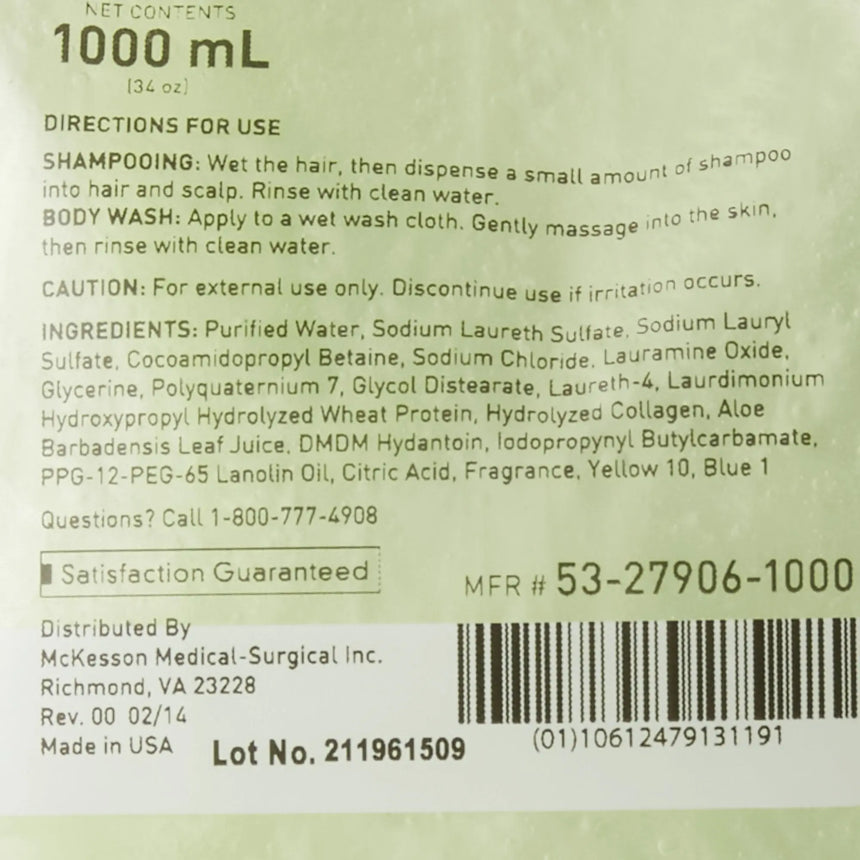 NET CONTENTS
1000 mL
(34 oz)
DIRECTIONS FOR USE
SHAMPOOING: Wet the hair, then dispense a small amount of shampoo
into hair and scalp. Rinse with clean water.
BODY WASH: Apply to a wet wash cloth. Gently massage into the skin,
then rinse with clean water.
CAUTION: For external use only. Discontinue use if irritation occurs.
INGREDIENTS: Purified Water, Sodium Laureth Sulfate, Sodium Lauryl
Sulfate, Cocoamidopropyl Betaine, Sodium Chloride, Lauramine Oxide,
Glycerine, Polyquaternium 7, Glycol Distearate, Laureth-4, Laurdimonium
Hydroxypropyl Hydrolyzed Wheat Protein, Hydrolyzed Collagen, Aloe
Barbadensis Leaf Juice, DMDM Hydantoin, Iodopropynyl Butylcarbamate,
PPG-12-PEG-65 Lanolin Oil, Citric Acid, Fragrance, Yellow 10, Blue 1
Questions? Call 1-800-777-4908
Satisfaction Guaranteed
MFR # 53-27906-1000
Distributed By
McKesson Medical-Surgical Inc.
Richmond, VA 23228
Rev. 00 02/14
Made in USA
Lot No. 211961509
(01)10612479131191